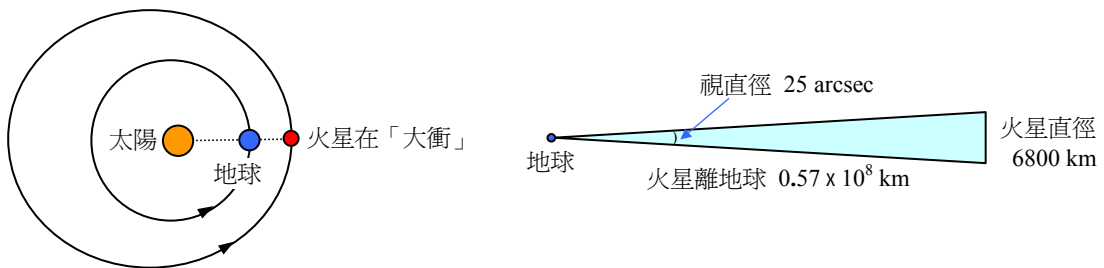 太陽
地球
火星在「大衝」
視直徑 25 arcsec
地球
火星離地球 0.57 x 10⁸ km
火星直徑
6800 km